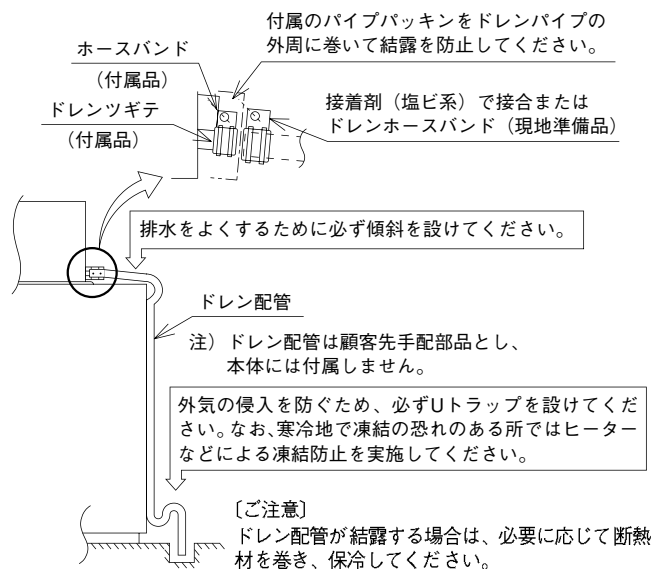 付属のパイプパッキンをドレンパイプの
外周に巻いて結露を防止してください。
ホースバンド
(付属品)
ドレンツギテ
(付属品)
接着剤（塩ビ系）で接合または
ドレンホースバンド（現地準備品）
排水をよくするために必ず傾斜を設けてください。
ドレン配管
注）ドレン配管は顧客先手配部品とし、
本体には付属しません。
外気の侵入を防ぐため、必ずUトラップを設けてくだ
さい。なお、寒冷地で凍結の恐れのある所ではヒーター
などによる凍結防止を実施してください。
〔ご注意〕
ドレン配管が結露する場合は、必要に応じて断熱
材を巻き、保冷してください。